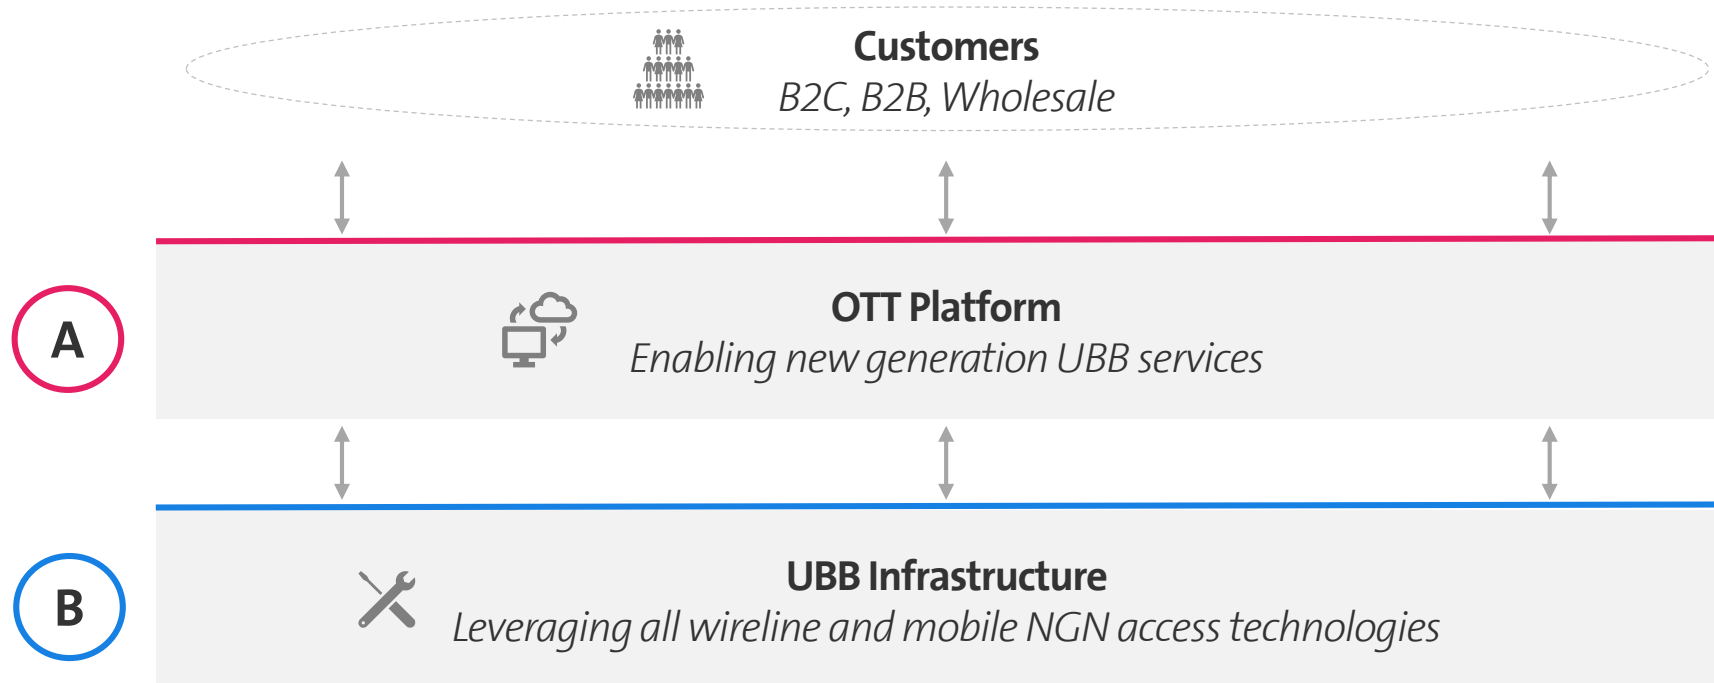 Customers
B2C, B2B, Wholesale
A
OTT Platform
Enabling new generation UBB services
B
UBB Infrastructure
Leveraging all wireline and mobile NGN access technologies